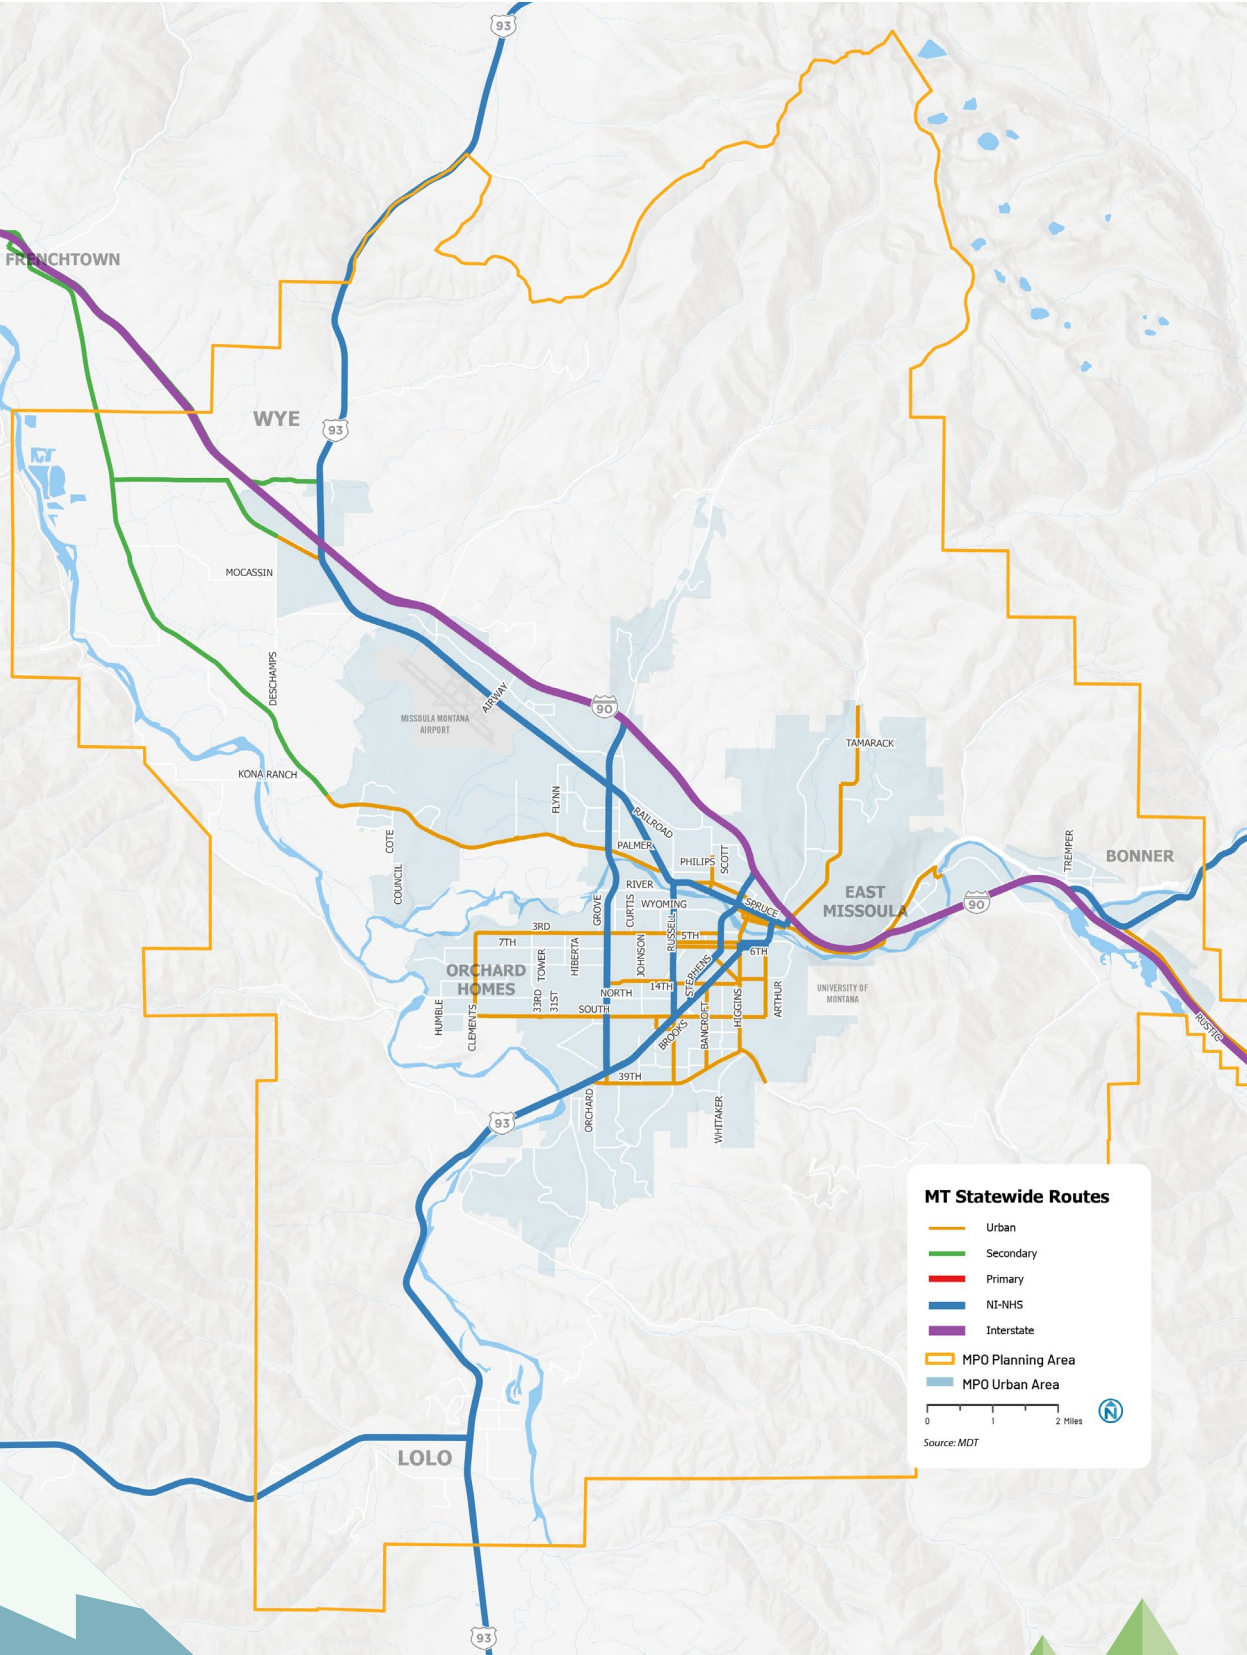 93
FRENCHTOWN
WYE
93
MOCASSIN
DESCHAMPS
MISSOULA MONTANA
AIRPORT
AIRWAY
90
KONA RANCH
TAMARACK
FLYNN
RAILROAD
COTE
COUNCIL
PALMER
PHILIPS
SCOTT
TREMPER
BONNER
RIVER
WYOMING
GROVE
CURTIS
SPRUCE
EAST
MISSOULA
90
3RD
7TH
RUSSELL
5TH
6TH
TOWER
HIBERTA
JOHNSON
STEPHENS
ORCHARD
HOMES
33RD
31ST
NORTH
14TH
SOUTH
HUMBLE
CLEMENTS
BROOKS
BANCROFT
HIGGINS
ARTHUR
UNIVERSITY OF
MONTANA
RUSTIC
39TH
93
ORCHARD
WHITAKER
LOLO
93
MT Statewide Routes
Urban
Secondary
Primary
NI-NHS
Interstate
MPO Planning Area
MPO Urban Area
0 1 2 Miles
N
Source: MDT